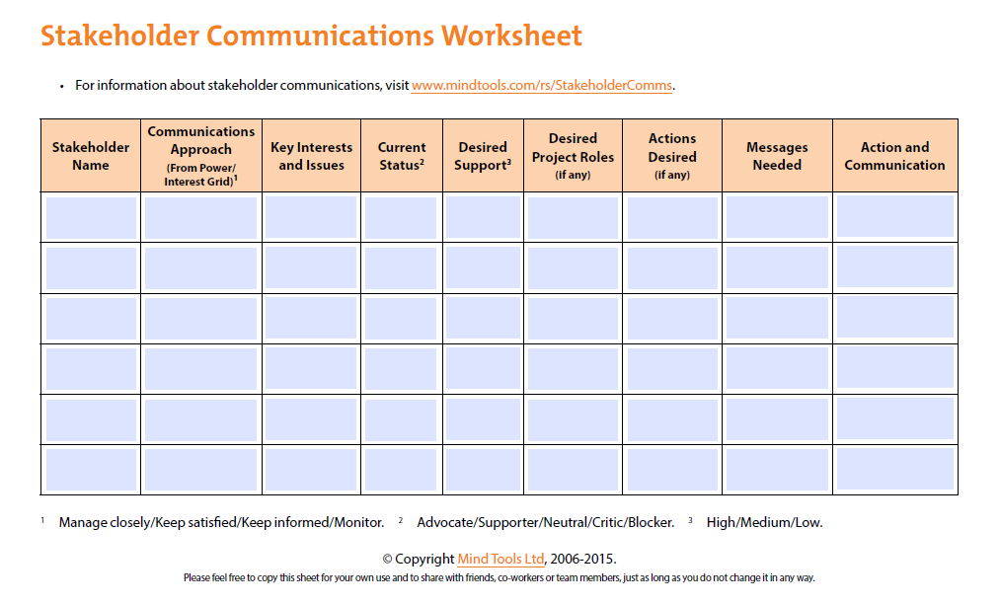 Stakeholder Communications Worksheet
• For information about stakeholder communications, visit www.mindtools.com/rs/StakeholderComms.
Stakeholder
Name
Communications
Approach
(From Power/
Interest Grid)¹
Key Interests
and Issues
Current
Status²
Desired
Support³
Desired
Project Roles
(if any)
Actions
Desired
(if any)
Messages
Needed
Action and
Communication
¹ Manage closely/Keep satisfied/Keep informed/Monitor. ² Advocate/Supporter/Neutral/Critic/Blocker. ³ High/Medium/Low.
© Copyright Mind Tools Ltd, 2006-2015.
Please feel free to copy this sheet for your own use and to share with friends, co-workers or team members, just as long as you do not change it in any way.